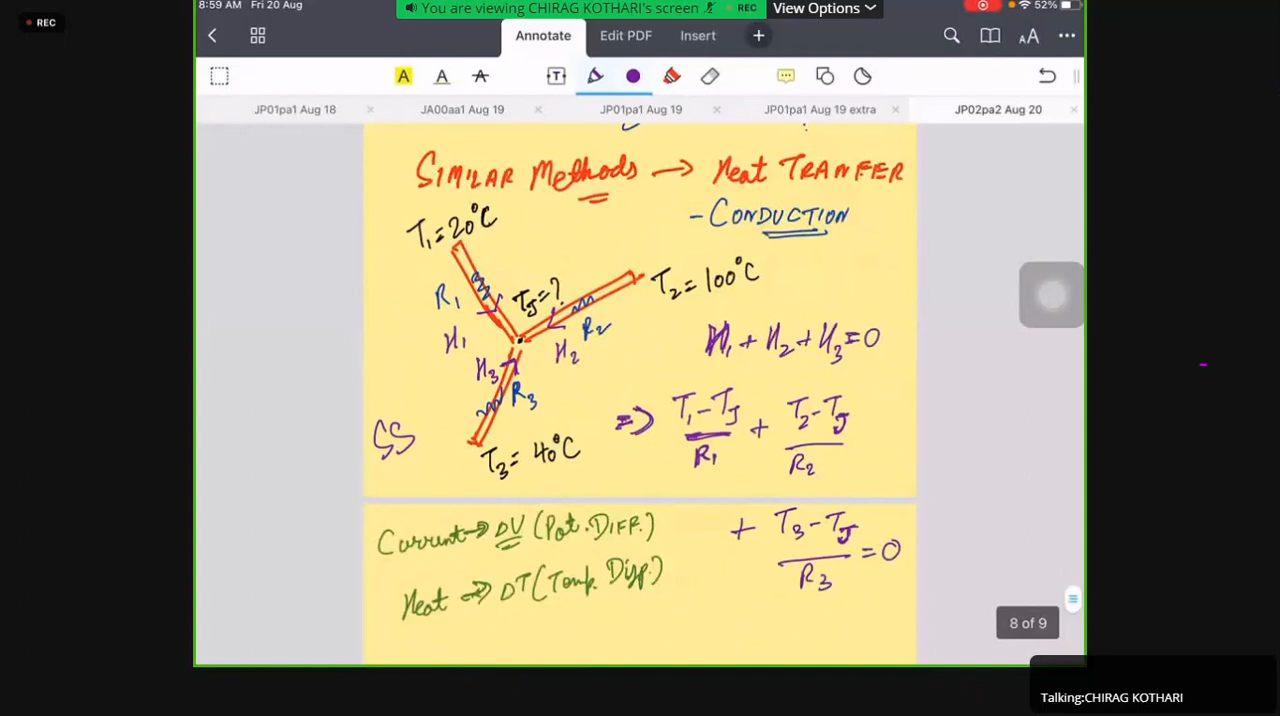 8:59 AM Fri 20 Aug
You are viewing CHIRAG KOTHARI's screen
REC
View Options
52%
REC
Annotate
Edit PDF
Insert
+
AA
A A A
T
JP01pa1 Aug 18
JA00aa1 Aug 19
JP01pa1 Aug 19
JP01pa1 Aug 19 extra
JP02pa2 Aug 20
SIMILAR Methods → Heat TRANFER
- CONDUCTION
T₁ = 20°C
T₂ = 100°C
TJ = ?
R₁
R₂
H₁
H₂
H₃
R₃
T₃ = 40°C
SS
H₁ + H₂ + H₃ = 0
⇒ T₁ - TJ / R₁ + T₂ - TJ / R₂
+ T₃ - TJ / R₃ = 0
Current → DV (Pot. DIFF.)
Heat → DT (Temp. Diff.)
8 of 9
Talking:CHIRAG KOTHARI